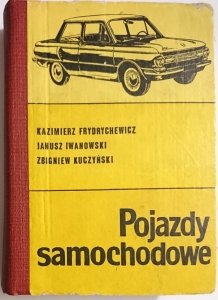 KAZIMIERZ FRYDRYCHEWICZ
JANUSZ IWANOWSKI
ZBIGNIEW KUCZYŃSKI
Pojazdy
samochodowe